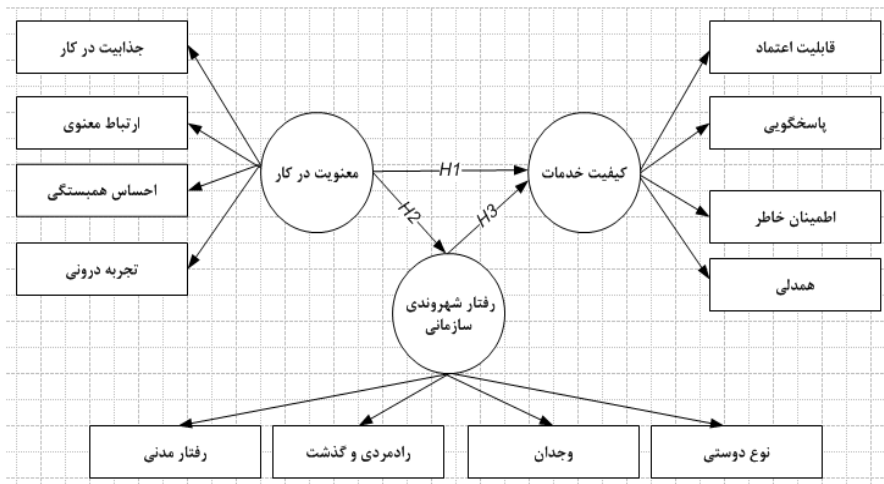 جذابیت در کار
ارتباط معنوی
احساس همبستگی
تجربه درونی
معنویت در کار
H1
H2
H3
کیفیت خدمات
قابلیت اعتماد
پاسخگویی
اطمینان خاطر
همدلی
رفتار شهروندی
سازمانی
رفتار مدنی
رادمردی و گذشت
وجدان
نوع دوستی